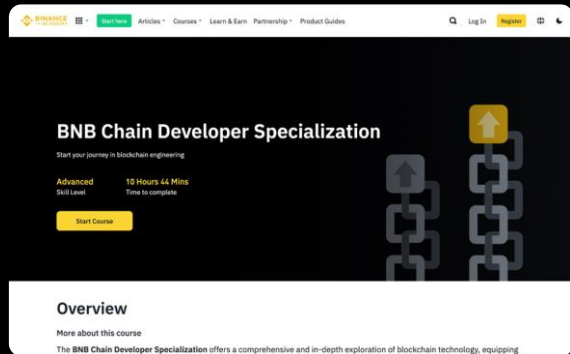 BINANCE
ACADEMY
Start here
Articles
Courses
Learn & Earn
Partnership
Product Guides
Log In
Register
BNB Chain Developer Specialization
Start your journey in blockchain engineering
Advanced
10 Hours 44 Mins
Skill Level
Time to complete
Start Course
Overview
More about this course
The BNB Chain Developer Specialization offers a comprehensive and in-depth exploration of blockchain technology, equipping